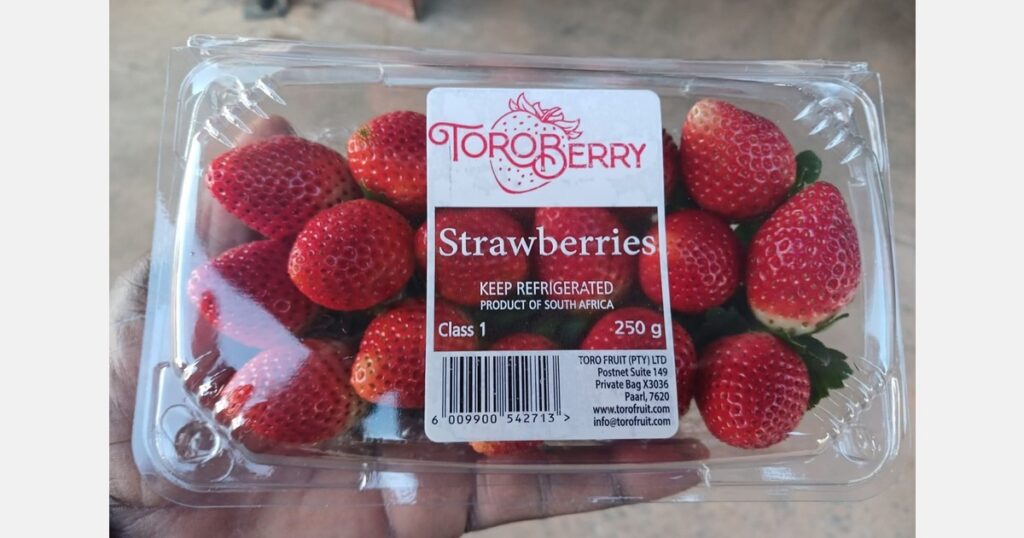 TOROBERRY
Strawberries
KEEP REFRIGERATED
PRODUCT OF SOUTH AFRICA
Class 1 250 g
TORO FRUIT (PTY) LTD
Postnet Suite 149
Private Bag X3036
Paarl, 7620
www.torofruit.com
info@torofruit.com
6 009900 542713 >